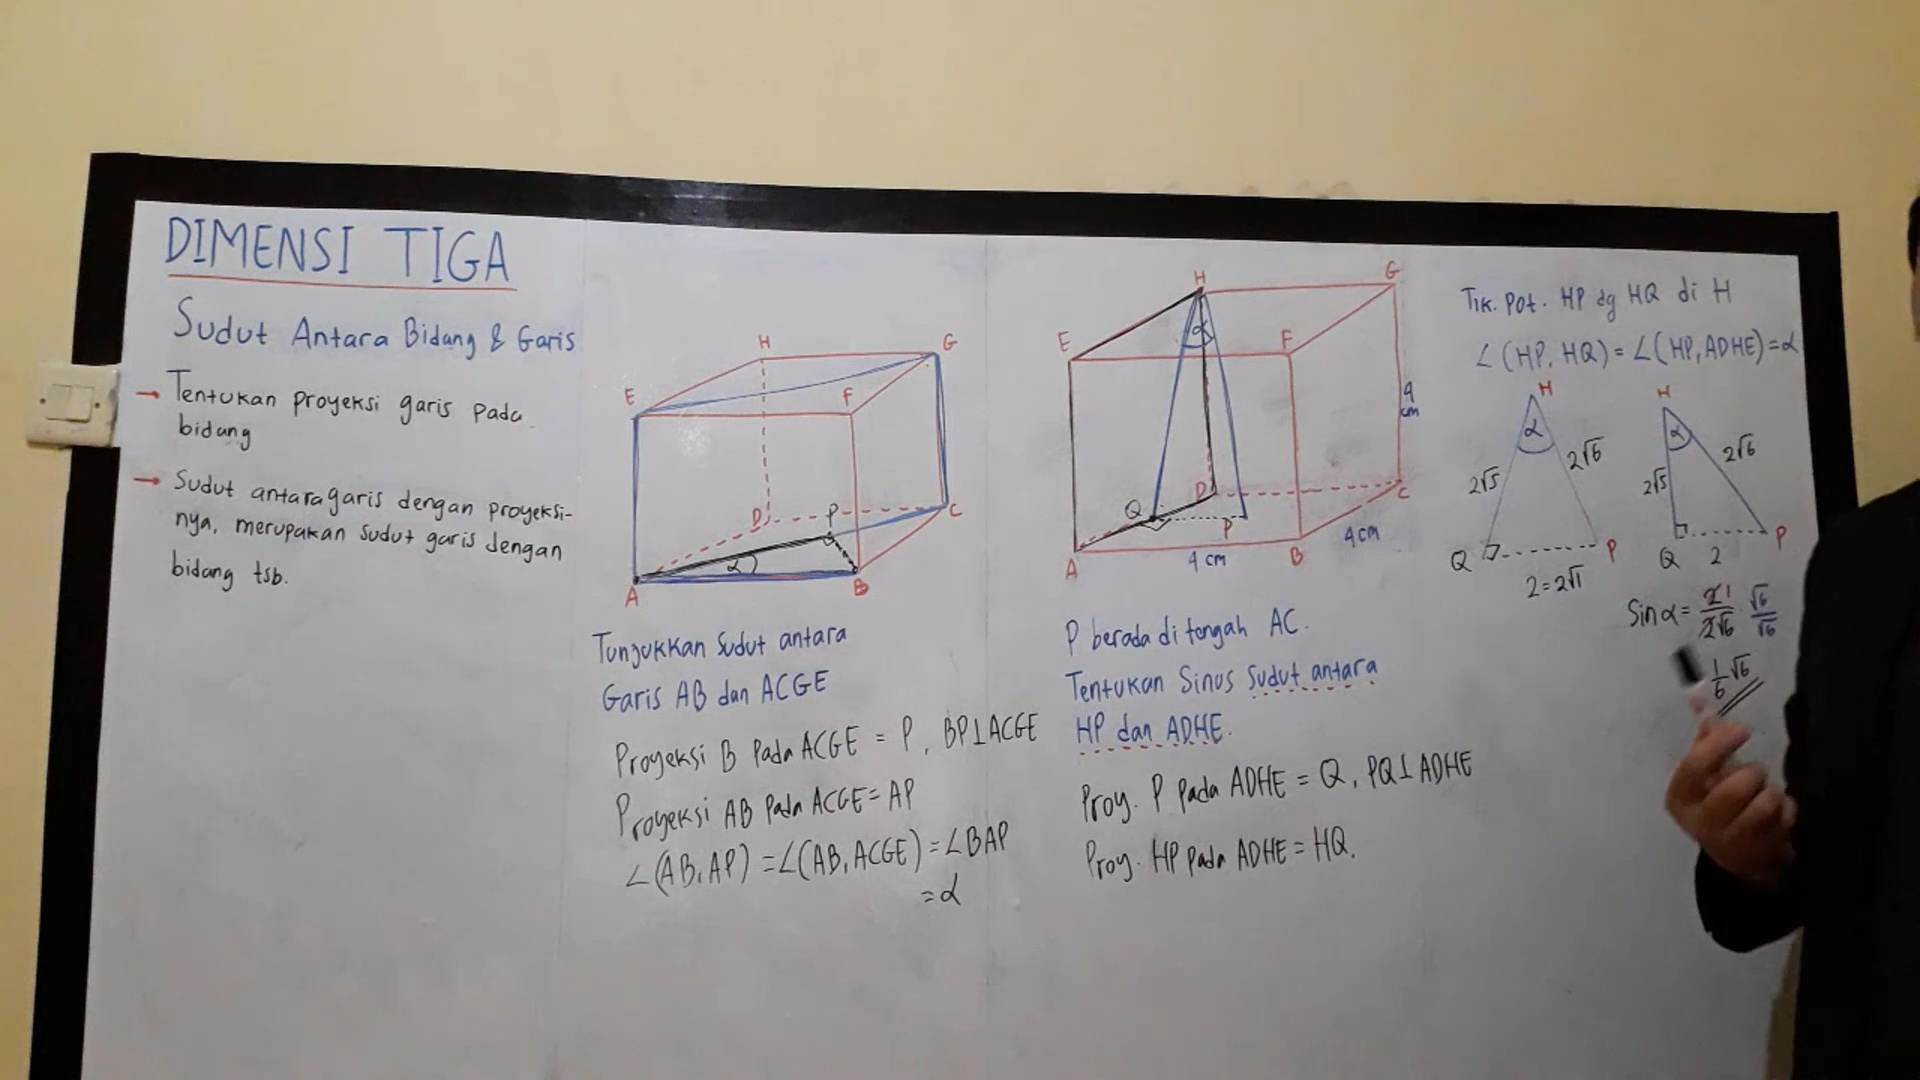 DIMENSI TIGA
Sudut Antara Bidang & Garis
→ Tentukan proyeksi garis pada
bidang
→ Sudut antara garis dengan proyeksi-
nya, merupakan sudut garis dengan
bidang tsb.
H
G
E
F
D
P
C
α
A
B
Tunjukkan Sudut antara
Garis AB dan ACGE
Proyeksi B Pada ACGE = P, BP⊥ACGE
Proyeksi AB Pada ACGE = AP
∠(AB, AP) = ∠(AB, ACGE) = ∠BAP
= α
H
G
α
E
F
4
cm
D
C
Q
P
4 cm
A
4 cm
B
P berada di tengah AC.
Tentukan Sinus Sudut antara
HP dan ADHE.
Proy. P pada ADHE = Q, PQ⊥ADHE
Proy. HP pada ADHE = HQ.
Tik. Pot. HP dg HQ di H
∠(HP, HQ) = ∠(HP, ADHE) = α
H
α
2√5
2√6
Q
P
2=2√1
H
α
2√5
2√6
Q
2
P
Sin α = 2 1/2√6 · √6/√6
1/6 √6